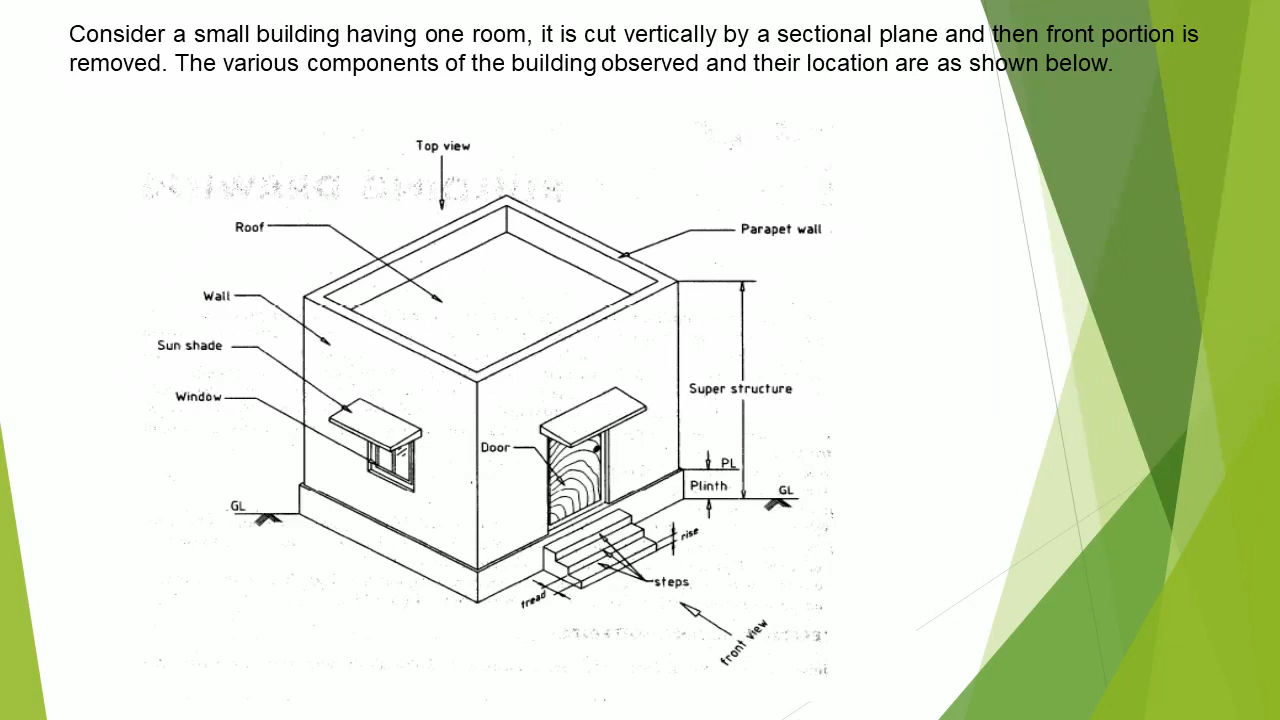 Consider a small building having one room, it is cut vertically by a sectional plane and then front portion is
removed. The various components of the building observed and their location are as shown below.
Top view
Roof
Parapet wall
Wall
Sun shade
Window
Super structure
Door
PL
Plinth
GL
GL
rise
steps
tread
front view